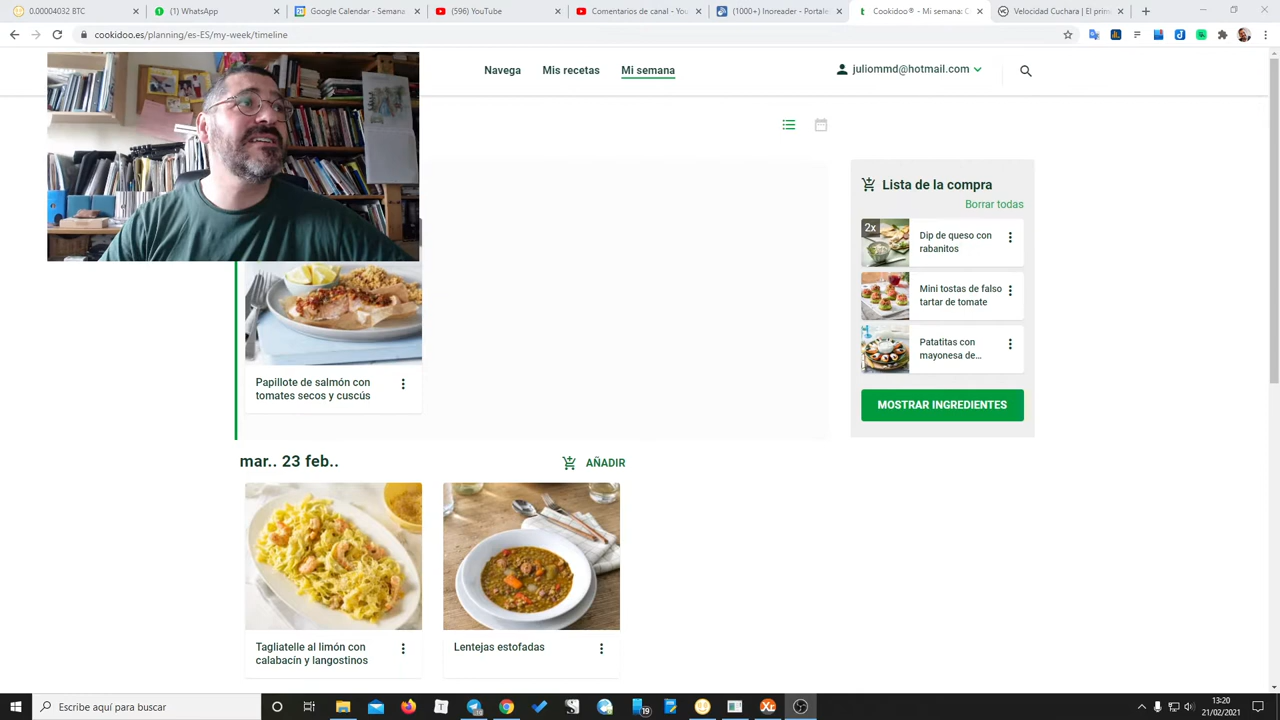 0.00004032 BTC
(1) WhatsApp
Google Calendar - Semana
(596) YouTube
Comentarios de canal - You
(1000+) Inoreader - Portal
Cookidoo® - Mi semana: C
Velocidad Cuchara | El prim
cookidoo.es/planning/es-ES/my-week/timeline
Navega
Mis recetas
Mi semana
juliommd@hotmail.com
Lista de la compra
Borrar todas
2x
Dip de queso con
rabanitos
Mini tostas de falso
tartar de tomate
Patatitas con
mayonesa de...
MOSTRAR INGREDIENTES
Papillote de salmón con
tomates secos y cuscús
mar.. 23 feb..
AÑADIR
Tagliatelle al limón con
calabacín y langostinos
Lentejas estofadas
Escribe aquí para buscar
19
13:20
21/02/2021